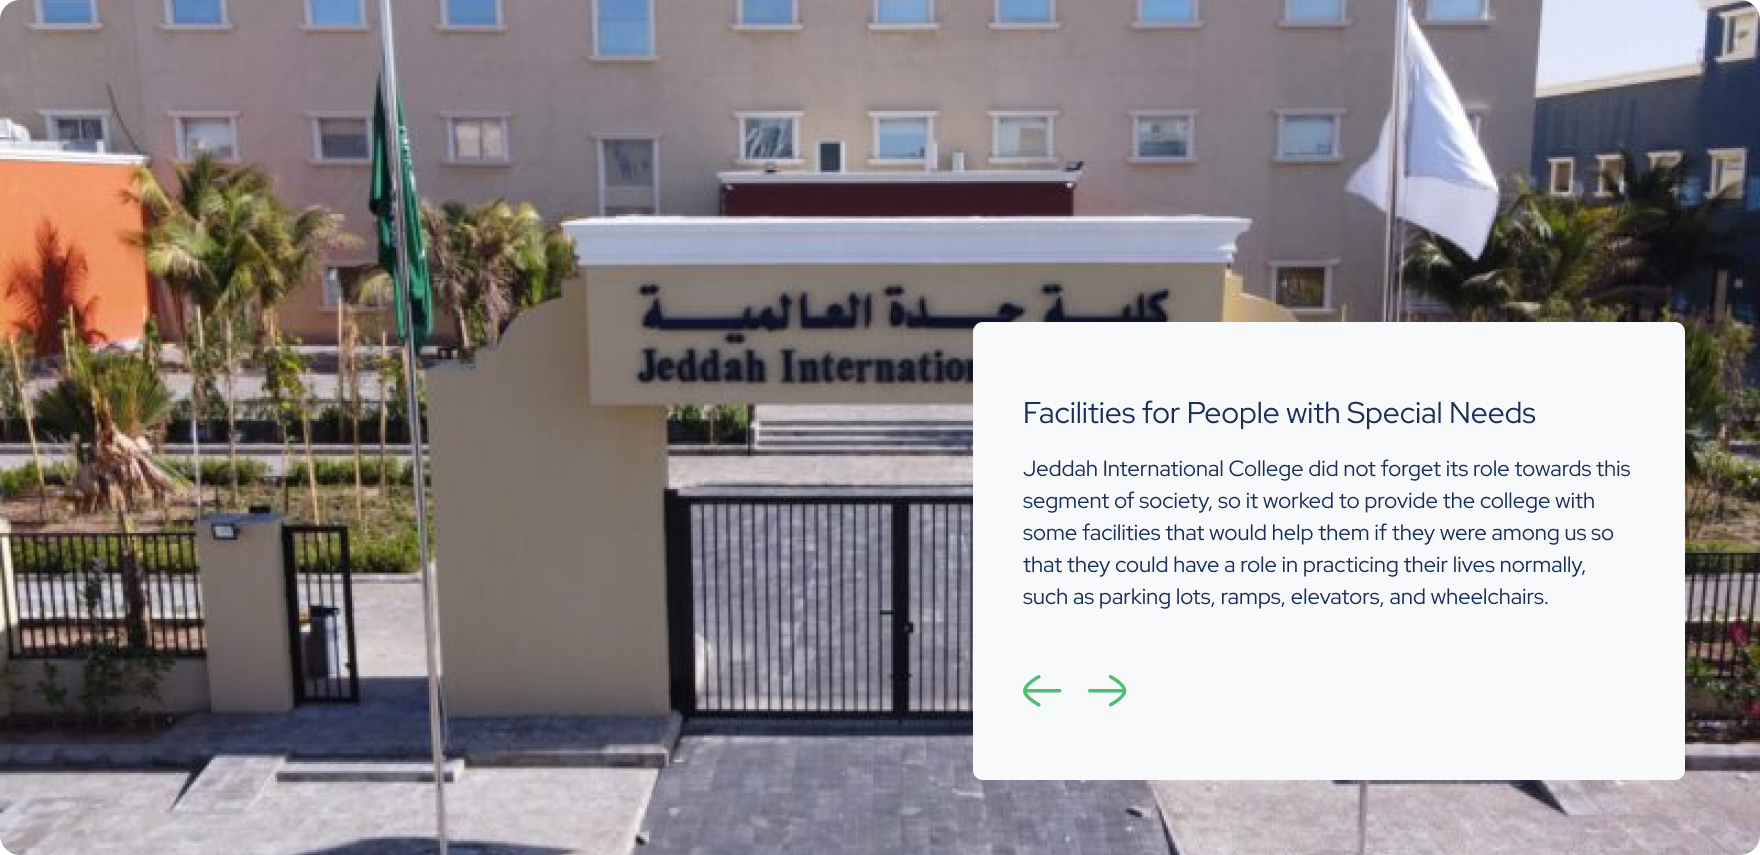 كلية جدة العالمية
Jeddah
Facilities for People with Special Needs
Jeddah International College did not forget its role towards this
segment of society, so it worked to provide the college with
some facilities that would help them if they were among us so
that they could have a role in practicing their lives normally,
such as parking lots, ramps, elevators, and wheelchairs.